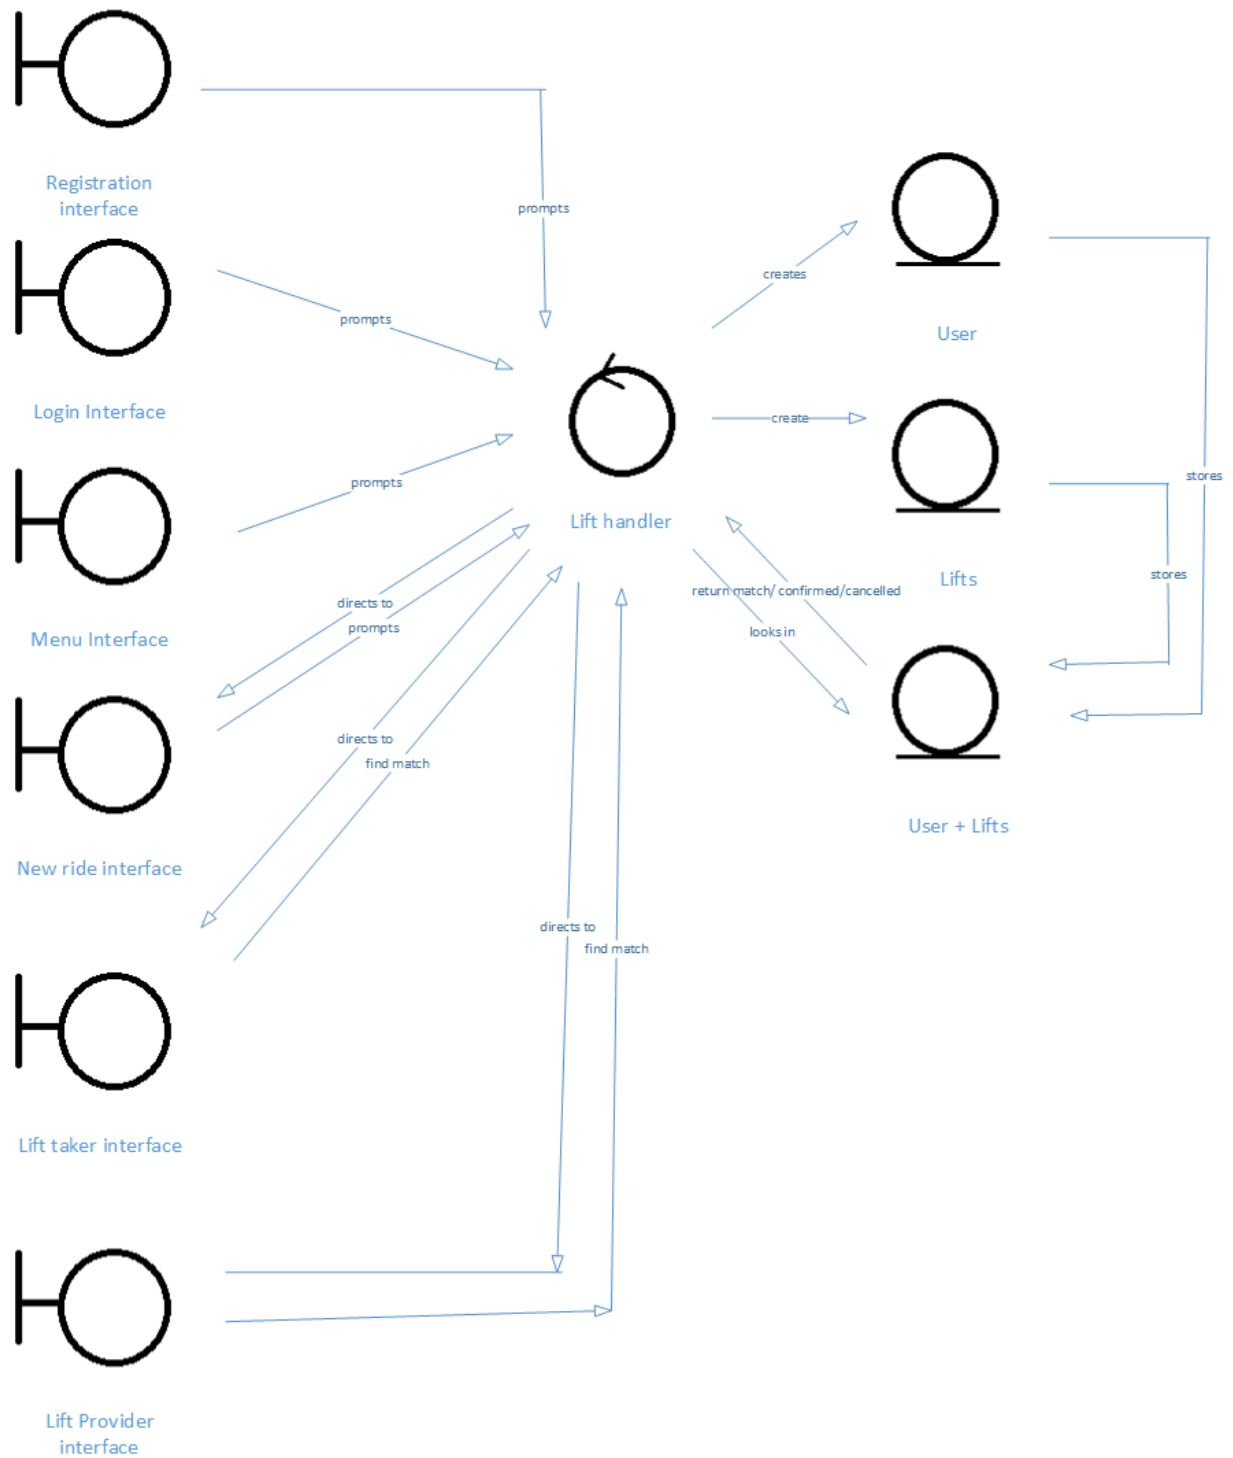 Registration
interface
prompts
Login Interface
prompts
Menu Interface
prompts
New ride interface
directs to
prompts
Lift taker interface
directs to
find match
Lift Provider
interface
directs to
find match
Lift handler
creates
User
create
Lifts
return match/ confirmed/cancelled
looks in
User + Lifts
stores
stores